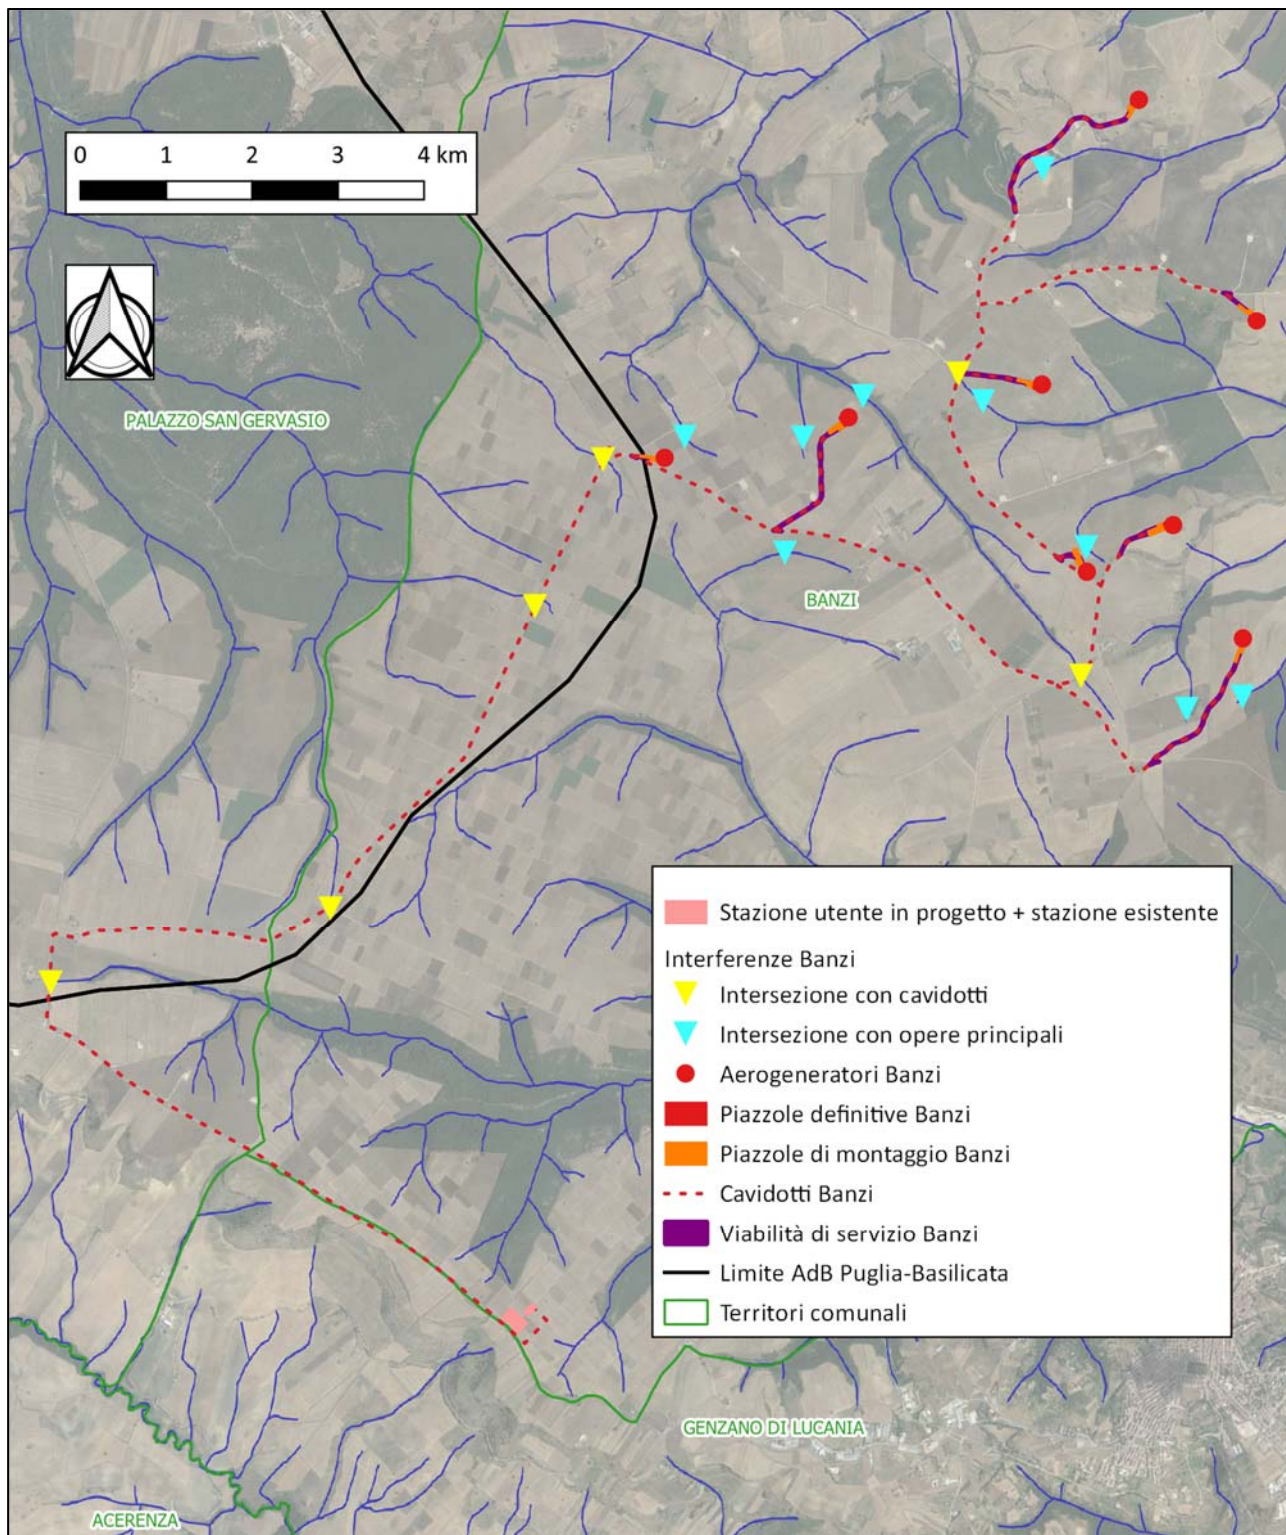 0 1 2 3 4 km
PALAZZO SAN GERVASIO
BANZI
Stazione utente in progetto + stazione esistente
Interferenze Banzi
Intersezione con cavidotti
Intersezione con opere principali
Aerogeneratori Banzi
Piazzole definitive Banzi
Piazzole di montaggio Banzi
Cavidotti Banzi
Viabilità di servizio Banzi
Limite AdB Puglia-Basilicata
Territori comunali
GENZANO DI LUCANIA
ACERENZA